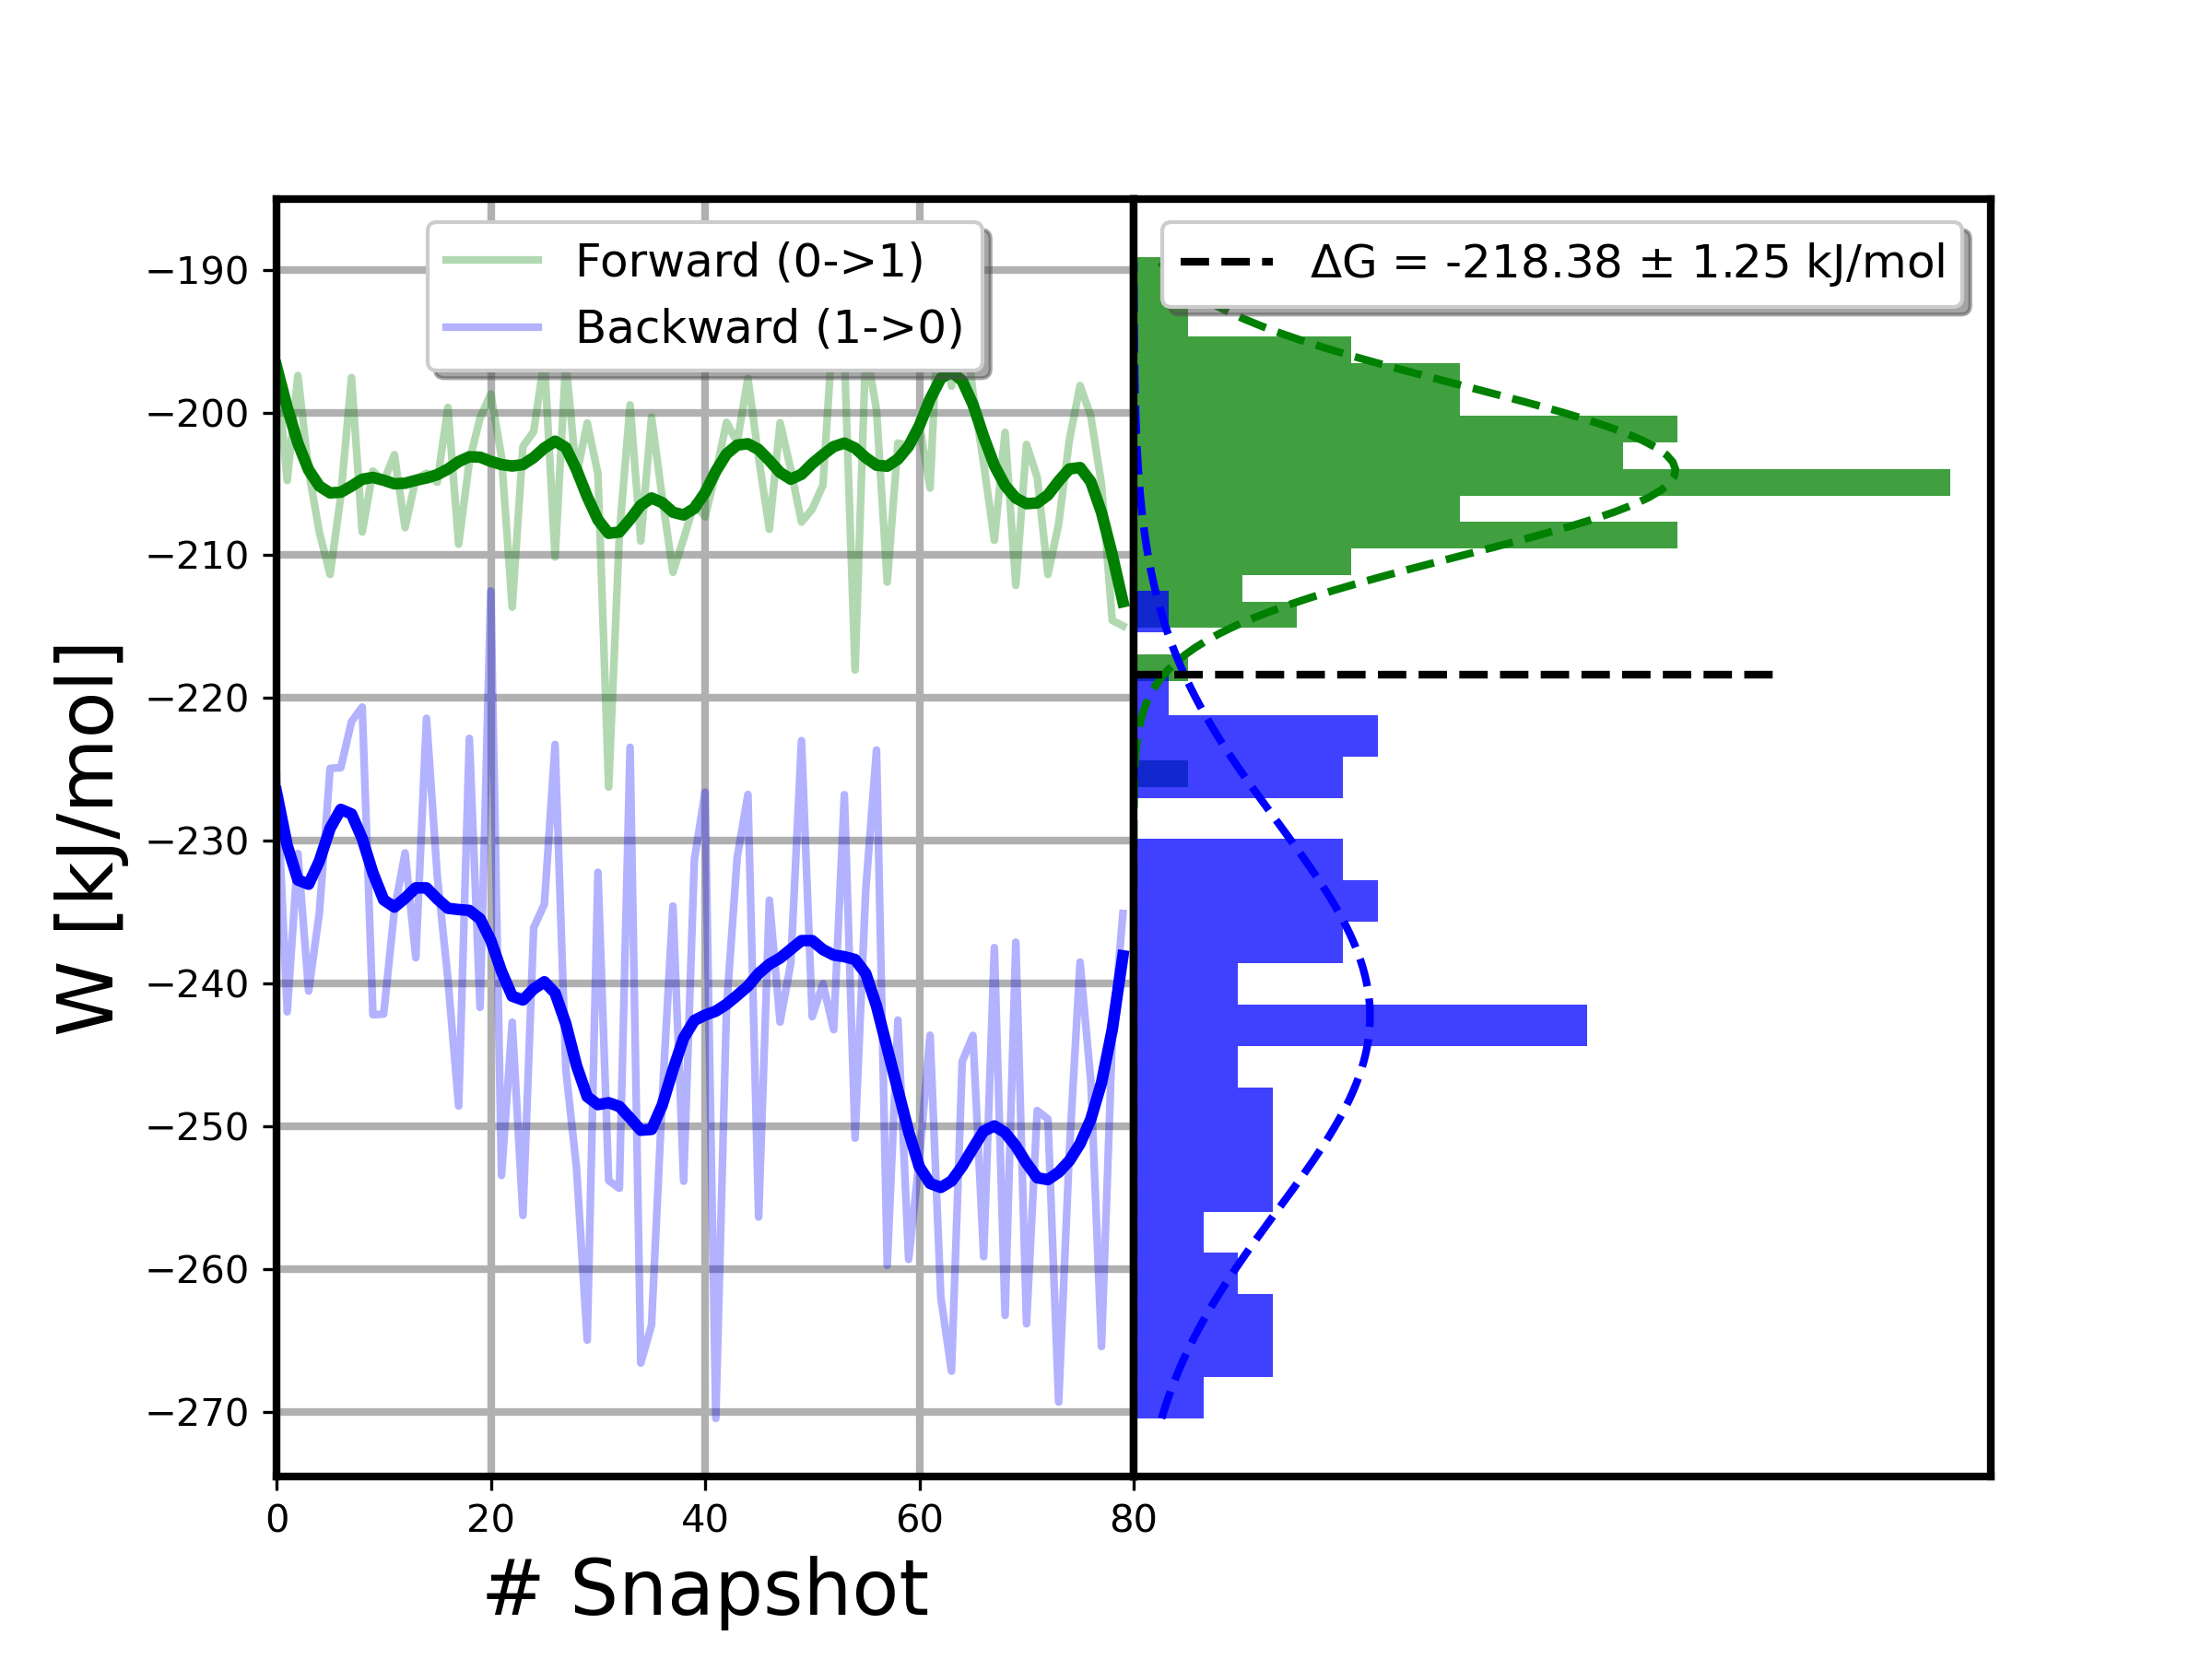 Forward (0->1)
Backward (1->0)
ΔG = -218.38 ± 1.25 kJ/mol
W [kJ/mol]
−190
−200
−210
−220
−230
−240
−250
−260
−270
0 20 40 60 80
# Snapshot